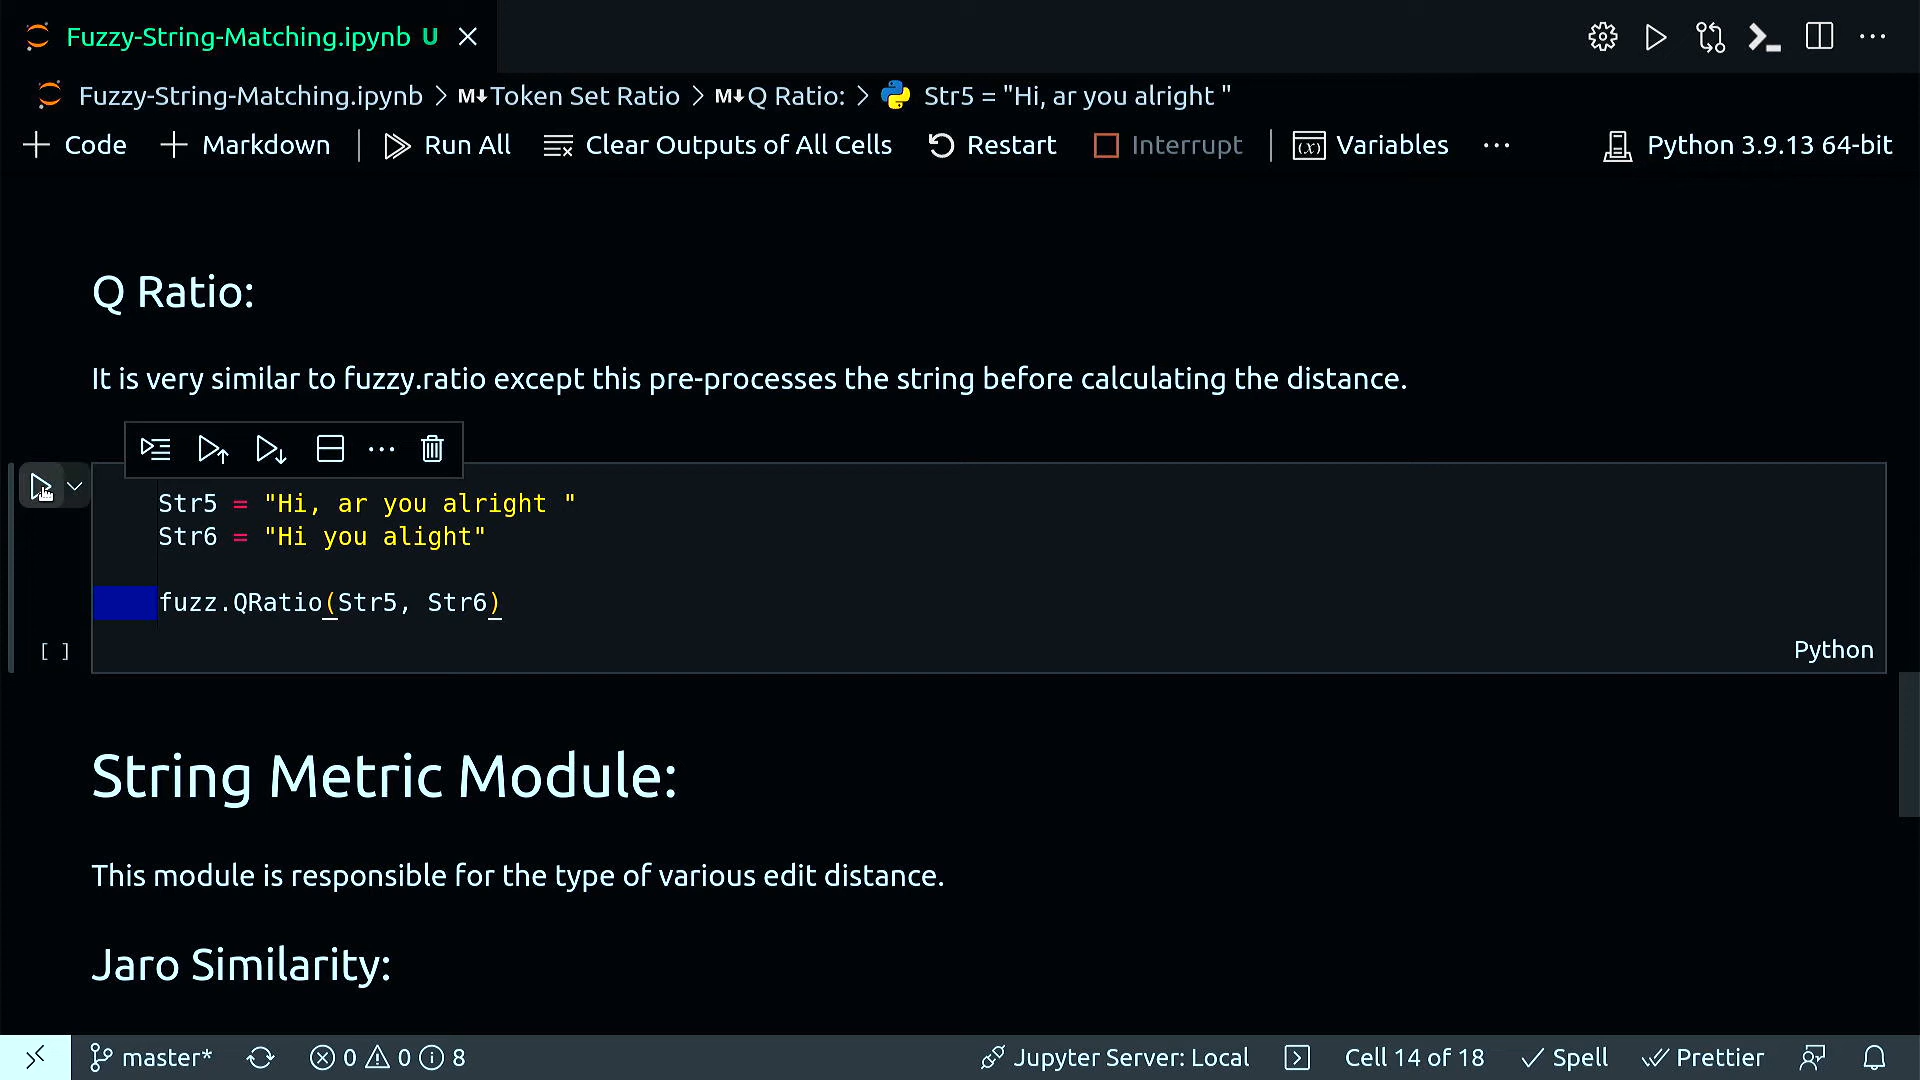 Fuzzy-String-Matching.ipynb U
Fuzzy-String-Matching.ipynb > M↓Token Set Ratio > M↓Q Ratio: > Str5 = "Hi, ar you alright "
+ Code + Markdown | Run All Clear Outputs of All Cells Restart Interrupt | (x) Variables ··· Python 3.9.13 64-bit
Q Ratio:
It is very similar to fuzzy.ratio except this pre-processes the string before calculating the distance.
Str5 = "Hi, ar you alright "
Str6 = "Hi you alight"
fuzz.QRatio(Str5, Str6)
[ ]
Python
String Metric Module:
This module is responsible for the type of various edit distance.
Jaro Similarity:
master* 0 0 8 Jupyter Server: Local Cell 14 of 18 Spell Prettier